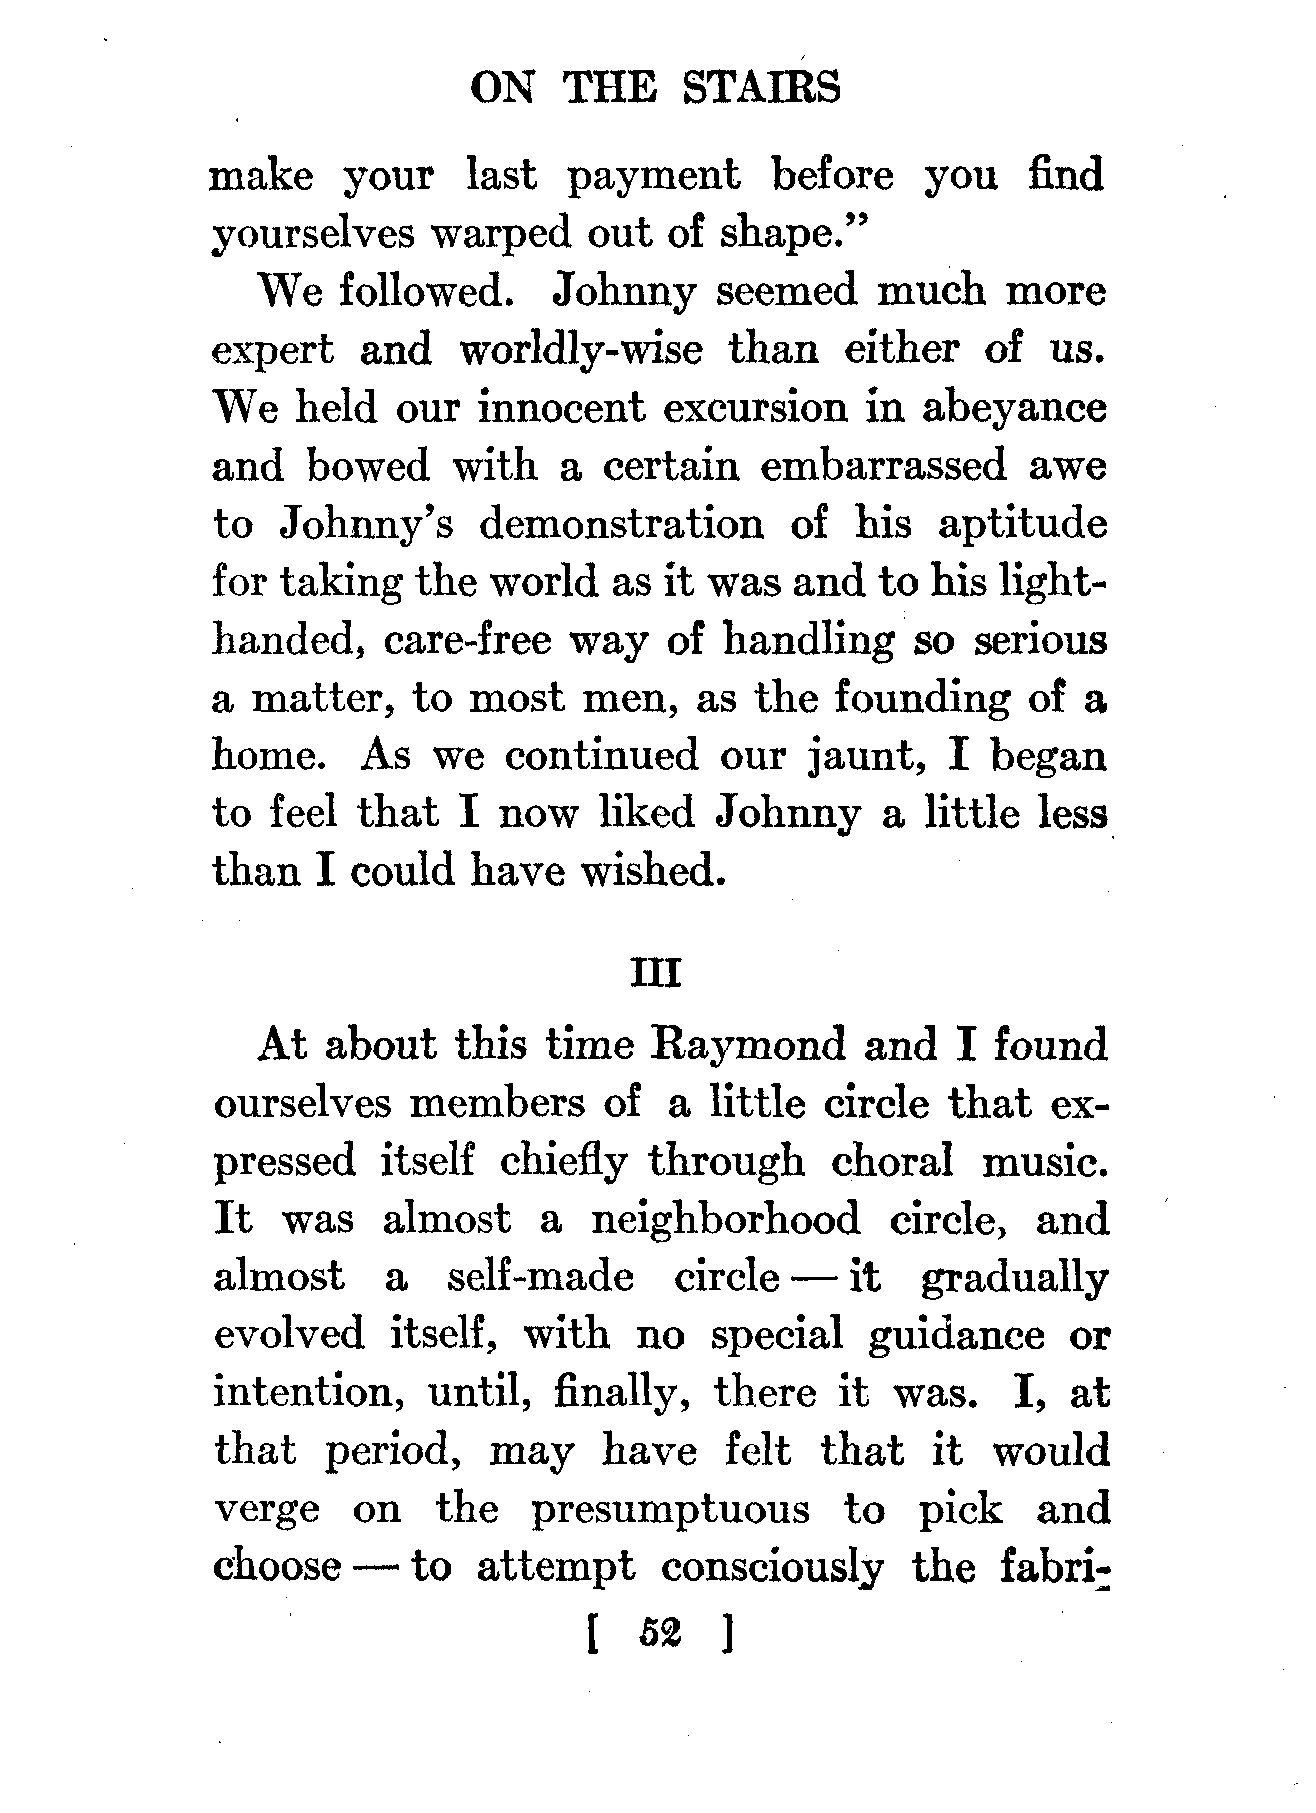 ON THE STAIRS
make your last payment before you find
yourselves warped out of shape.”
We followed. Johnny seemed much more
expert and worldly-wise than either of us.
We held our innocent excursion in abeyance
and bowed with a certain embarrassed awe
to Johnny’s demonstration of his aptitude
for taking the world as it was and to his light-
handed, care-free way of handling so serious
a matter, to most men, as the founding of a
home. As we continued our jaunt, I began
to feel that I now liked Johnny a little less
than I could have wished.
III
At about this time Raymond and I found
ourselves members of a little circle that ex-
pressed itself chiefly through choral music.
It was almost a neighborhood circle, and
almost a self-made circle — it gradually
evolved itself, with no special guidance or
intention, until, finally, there it was. I, at
that period, may have felt that it would
verge on the presumptuous to pick and
choose — to attempt consciously the fabri-
[ 52 ]